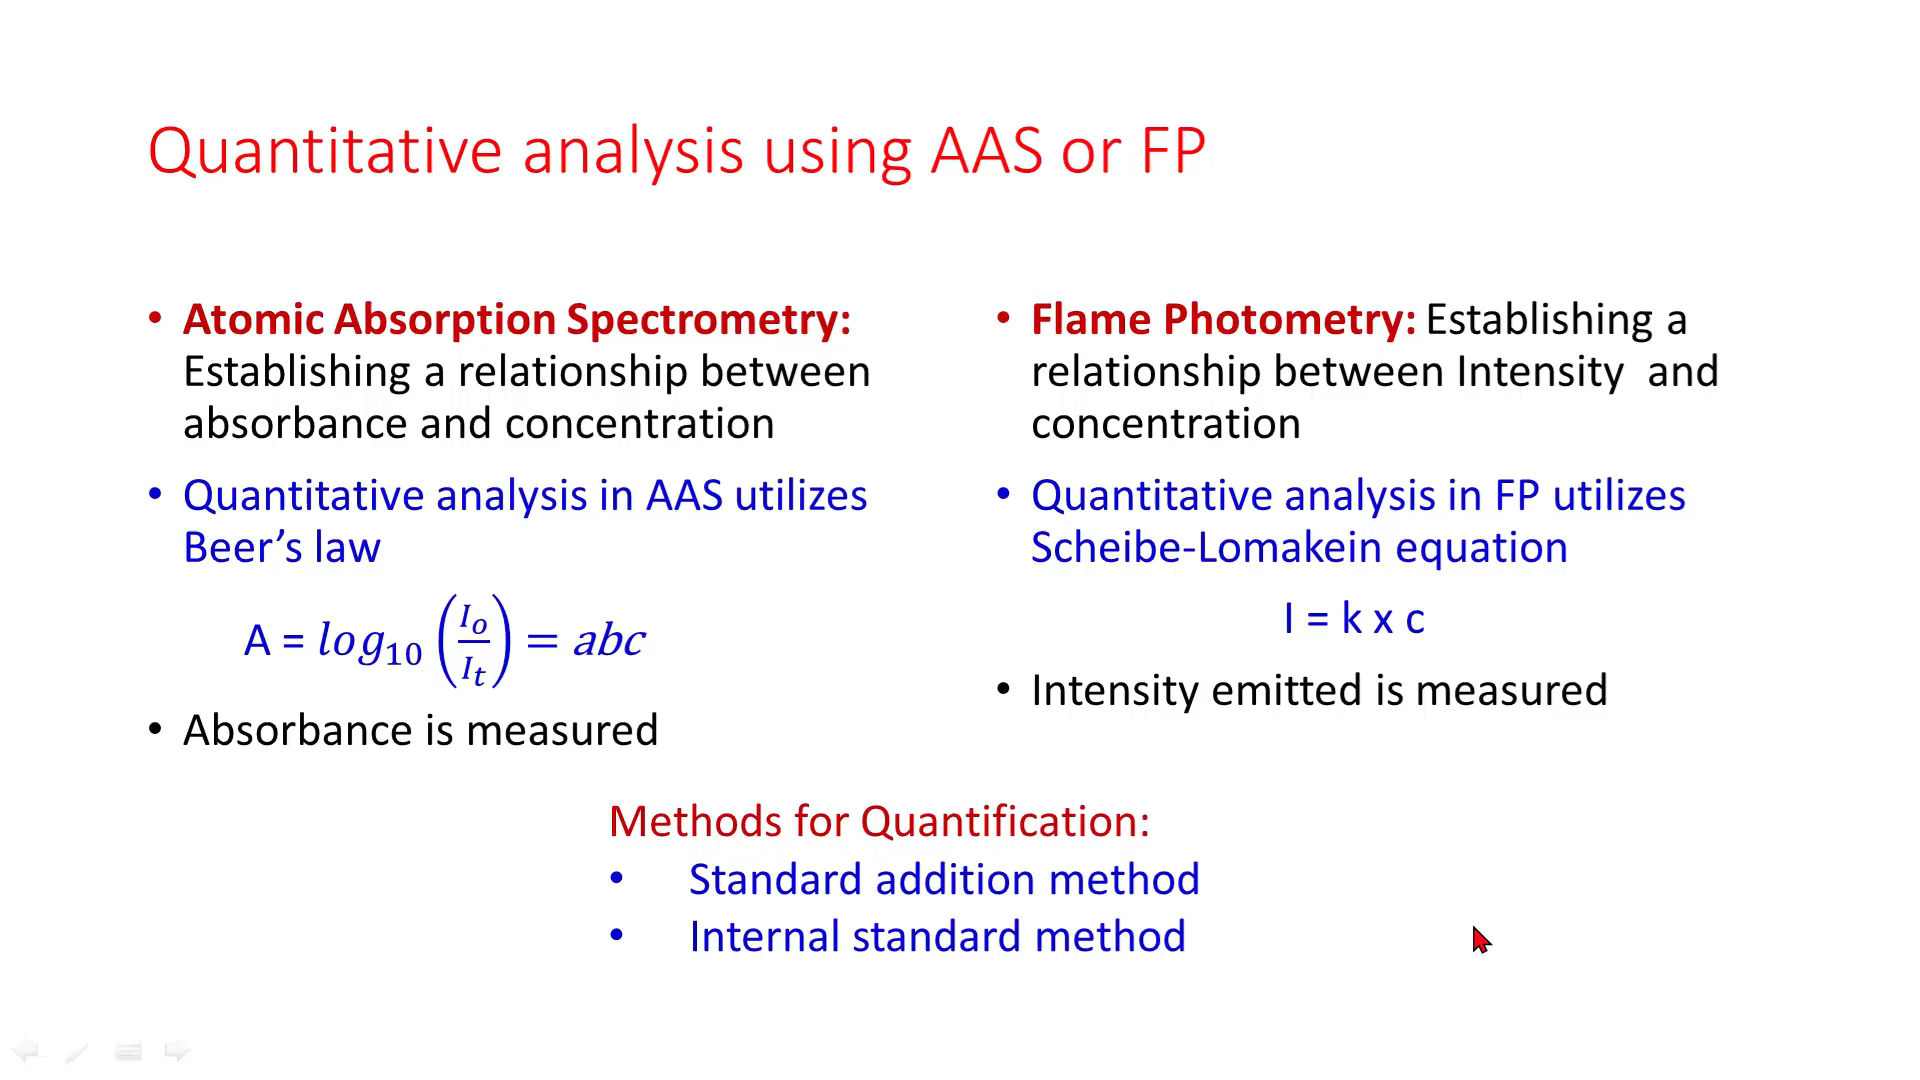 Quantitative analysis using AAS or FP
• Atomic Absorption Spectrometry:
Establishing a relationship between
absorbance and concentration
• Quantitative analysis in AAS utilizes
Beer’s law
A = log₁₀ (Iₒ/Iₜ) = abc
• Absorbance is measured
• Flame Photometry: Establishing a
relationship between Intensity and
concentration
• Quantitative analysis in FP utilizes
Scheibe-Lomakein equation
I = k x c
• Intensity emitted is measured
Methods for Quantification:
• Standard addition method
• Internal standard method